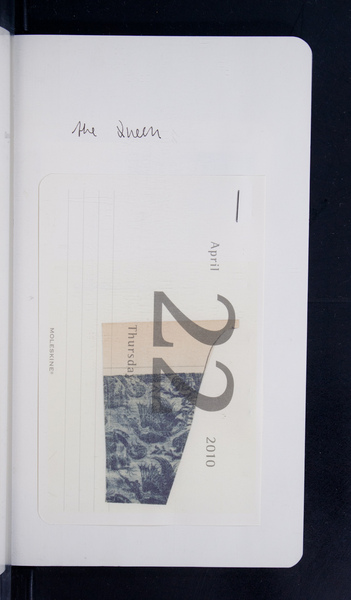 the Queen
April
22
Thursday
2010
MOLESKINE®